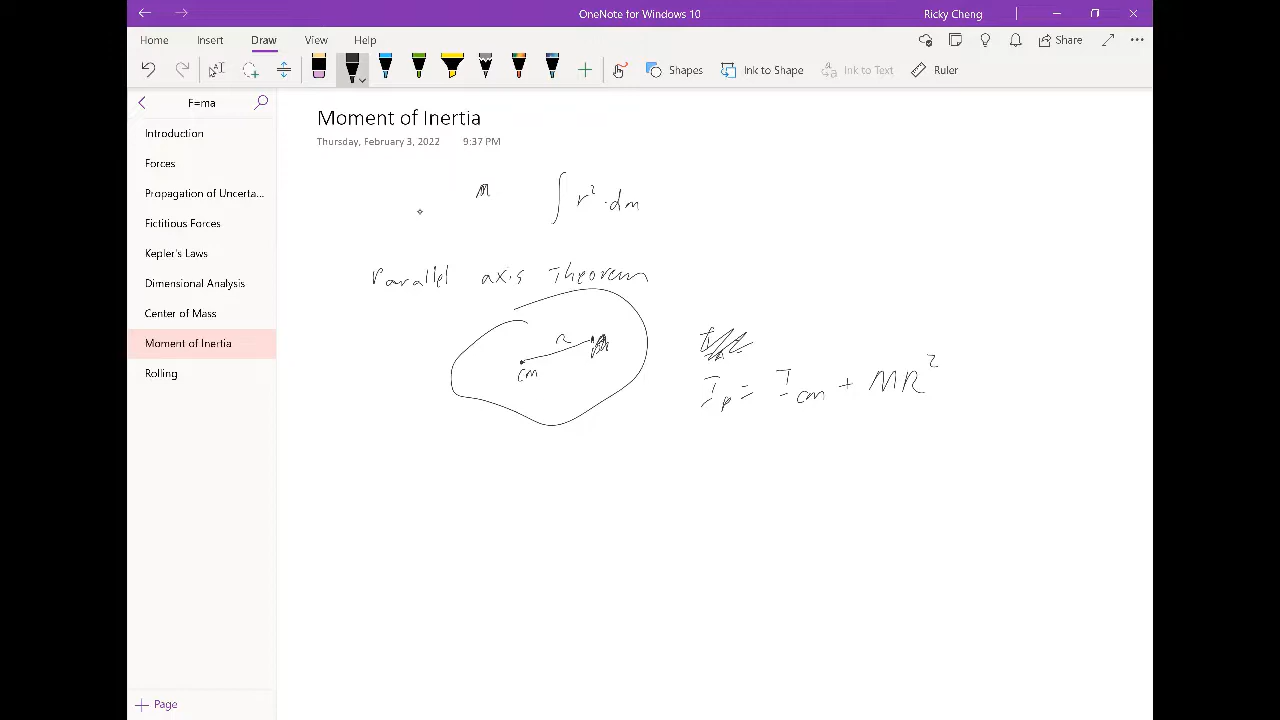 OneNote for Windows 10
Ricky Cheng
Home Insert Draw View Help
Share
Shapes Ink to Shape Ink to Text Ruler
F=ma
Introduction
Forces
Propagation of Uncerta...
Fictitious Forces
Kepler's Laws
Dimensional Analysis
Center of Mass
Moment of Inertia
Rolling
Page
Moment of Inertia
Thursday, February 3, 2022 9:37 PM
∫ r² · dm
Parallel axis Theorem
R
cm
I_p = I_cm + MR²